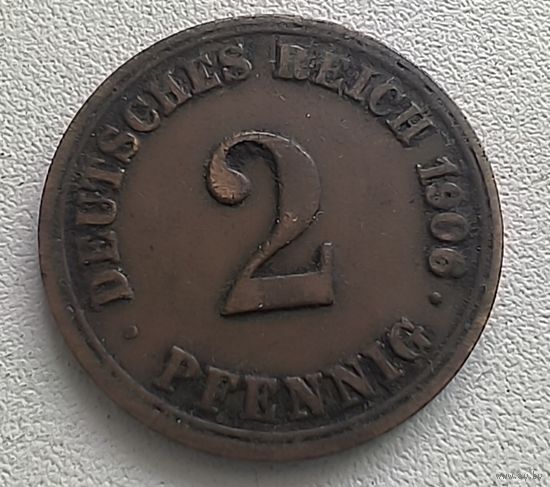 DEUTSCHES REICH 1906
2
PFENNIG